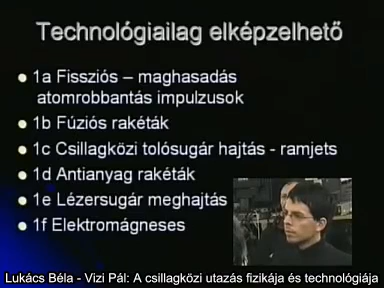 Technológiailag elképzelhető
1a Fissziós – maghasadás
atomrobbantás impulzusok
1b Fúziós rakéták
1c Csillagközi tolósugár hajtás - ramjets
1d Antianyag rakéták
1e Lézersugár meghajtás
1f Elektromágneses
Lukács Béla - Vizi Pál: A csillagközi utazás fizikája és technológiája